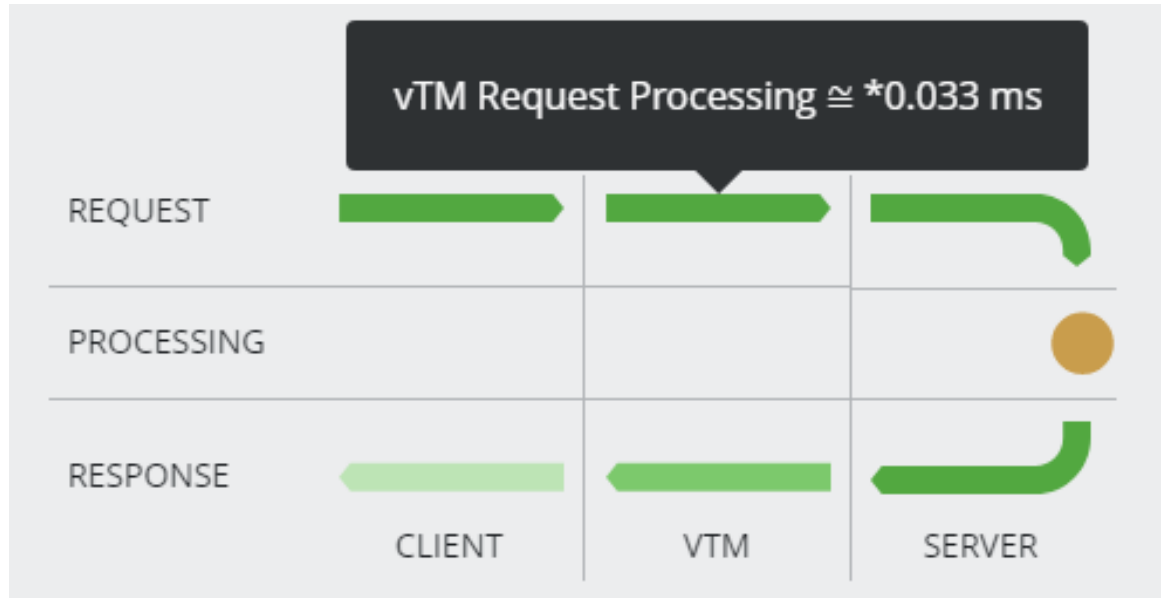 vTM Request Processing ≅ *0.033 ms
REQUEST
PROCESSING
RESPONSE
CLIENT VTM SERVER